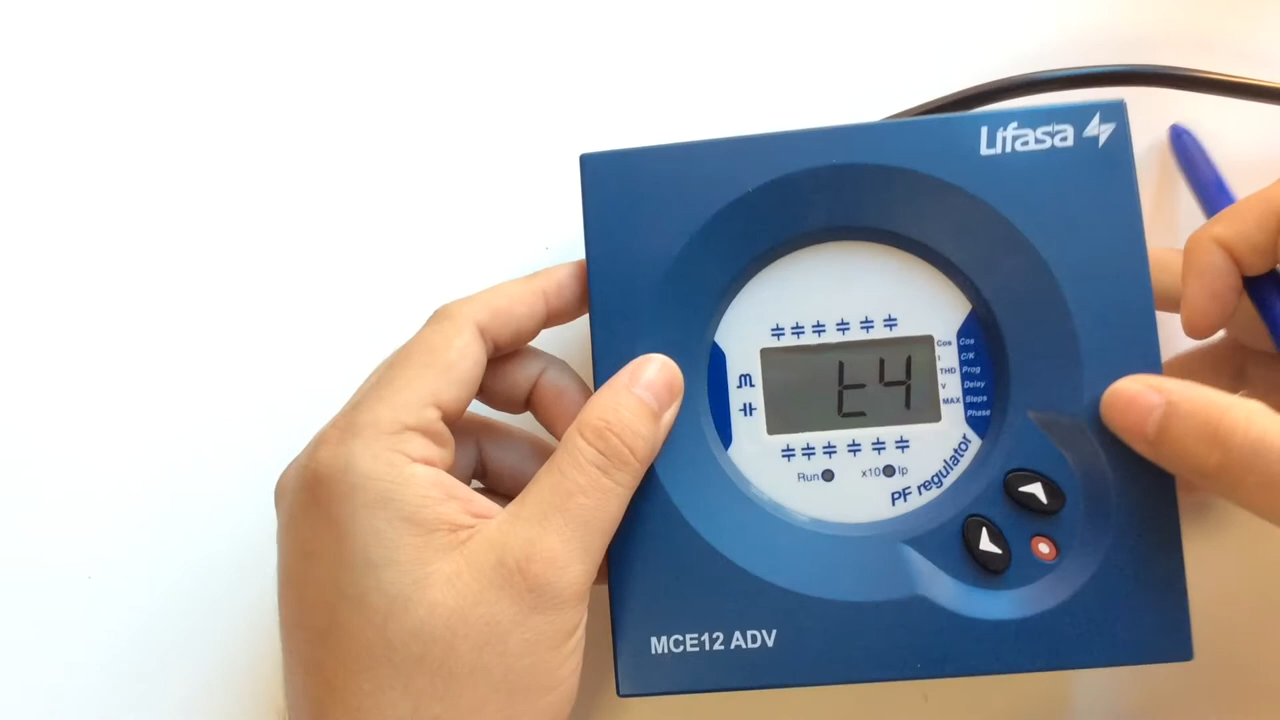 Lifasa
t4
Cos
I
THD
V
MAX
Cos
C/K
Prog
Delay
Steps
Phase
Run
x10
Ip
PF regulator
MCE12 ADV